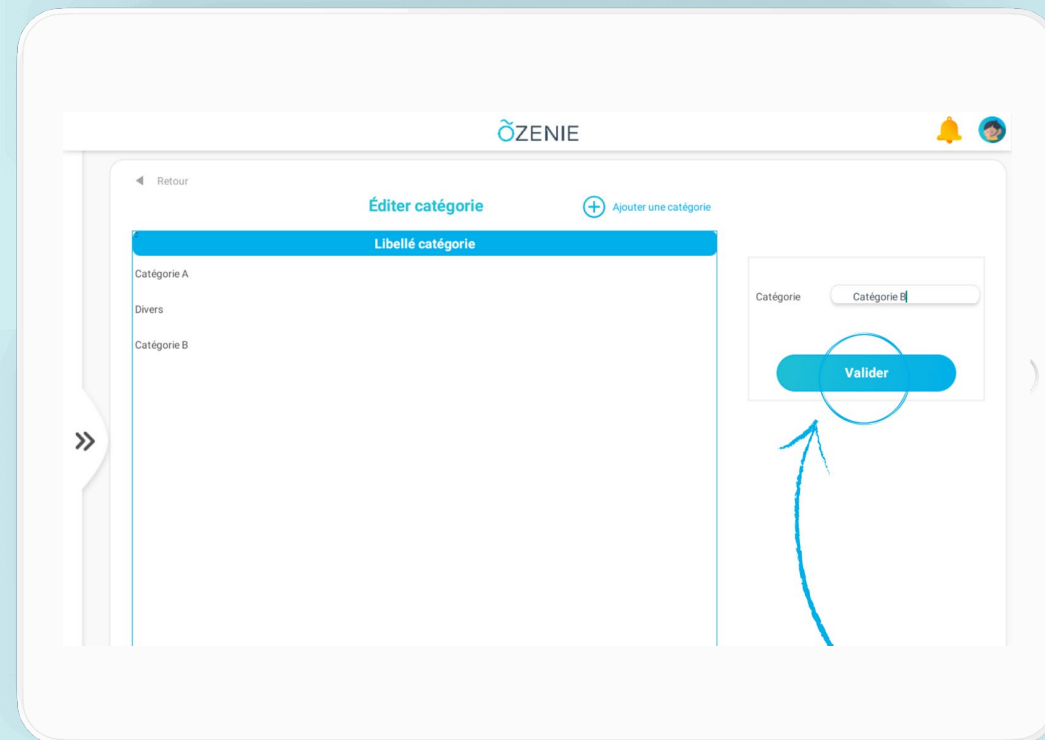 ÕZENIE
Retour
Éditer catégorie
Ajouter une catégorie
Libellé catégorie
Catégorie A
Divers
Catégorie B
Catégorie
Catégorie B
Valider